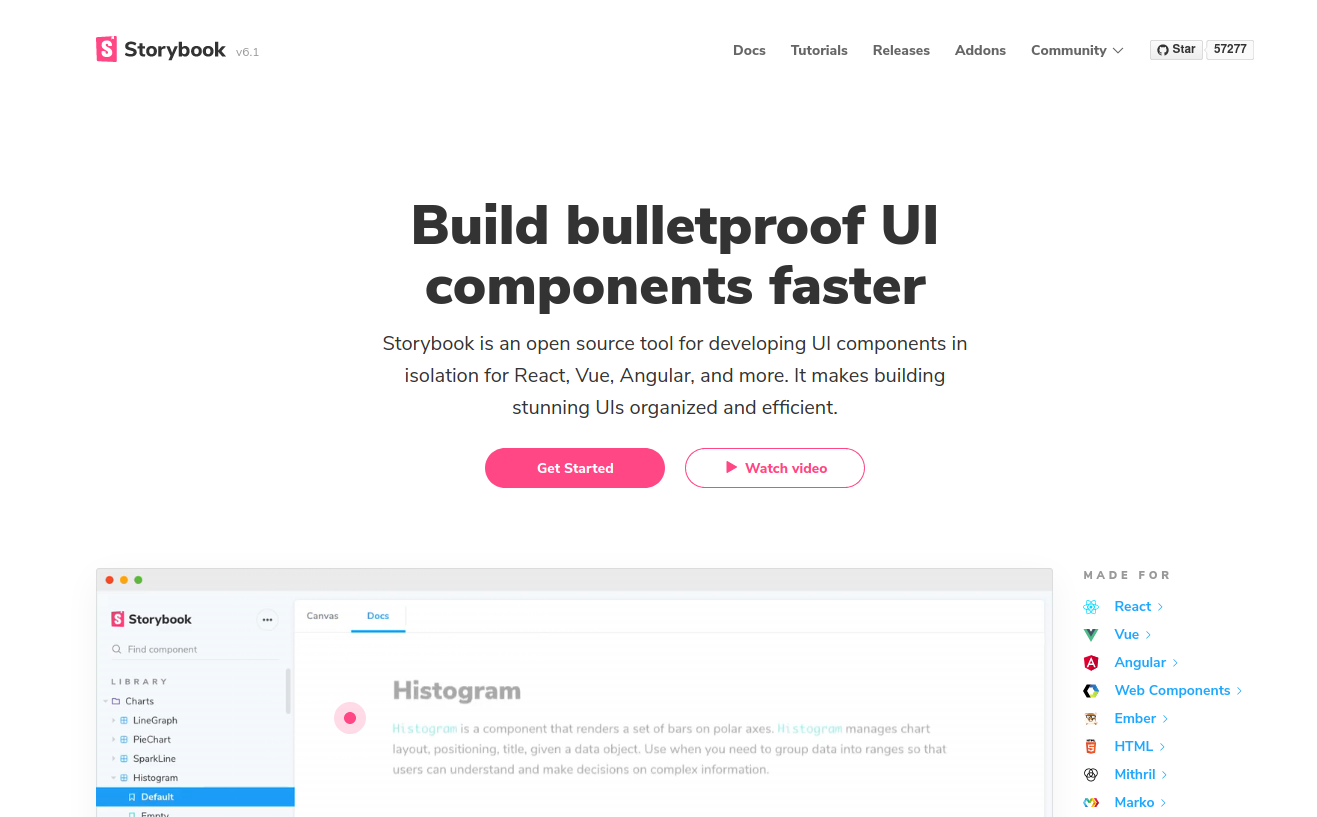 Storybook v6.1
Docs Tutorials Releases Addons Community Star 57277
Build bulletproof UI
components faster
Storybook is an open source tool for developing UI components in
isolation for React, Vue, Angular, and more. It makes building
stunning UIs organized and efficient.
Get Started Watch video
Storybook
Find component
LIBRARY
Charts
LineGraph
PieChart
SparkLine
Histogram
Default
Empty
Canvas Docs
Histogram
Histogram is a component that renders a set of bars on polar axes. Histogram manages chart
layout, positioning, title, given a data object. Use when you need to group data into ranges so that
users can understand and make decisions on complex information.
MADE FOR
React
Vue
Angular
Web Components
Ember
HTML
Mithril
Marko